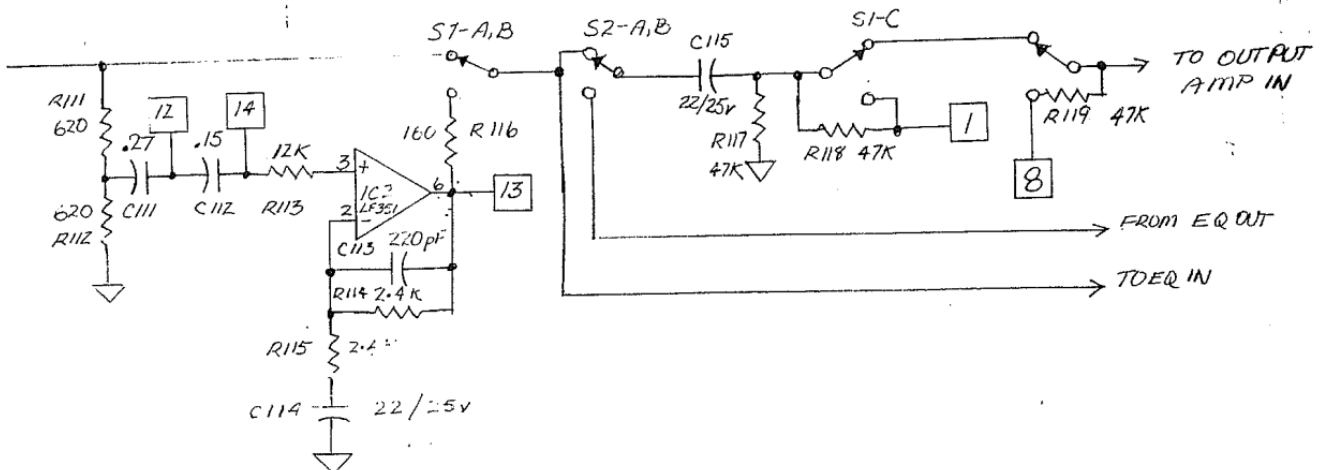 S1-A,B
S2-A,B
S1-C
C115
22/25v
TO OUTPUT
AMP IN
R111
620
12
14
.27
.15
12K
160
R116
R117
47K
R118 47K
1
R119 47K
8
3
+
6
13
2
-
IC3
LF351
620
R112
C111
C112
R113
C113
220pF
FROM EQ OUT
TO EQ IN
R114 2.4K
R115
C114
22/25v